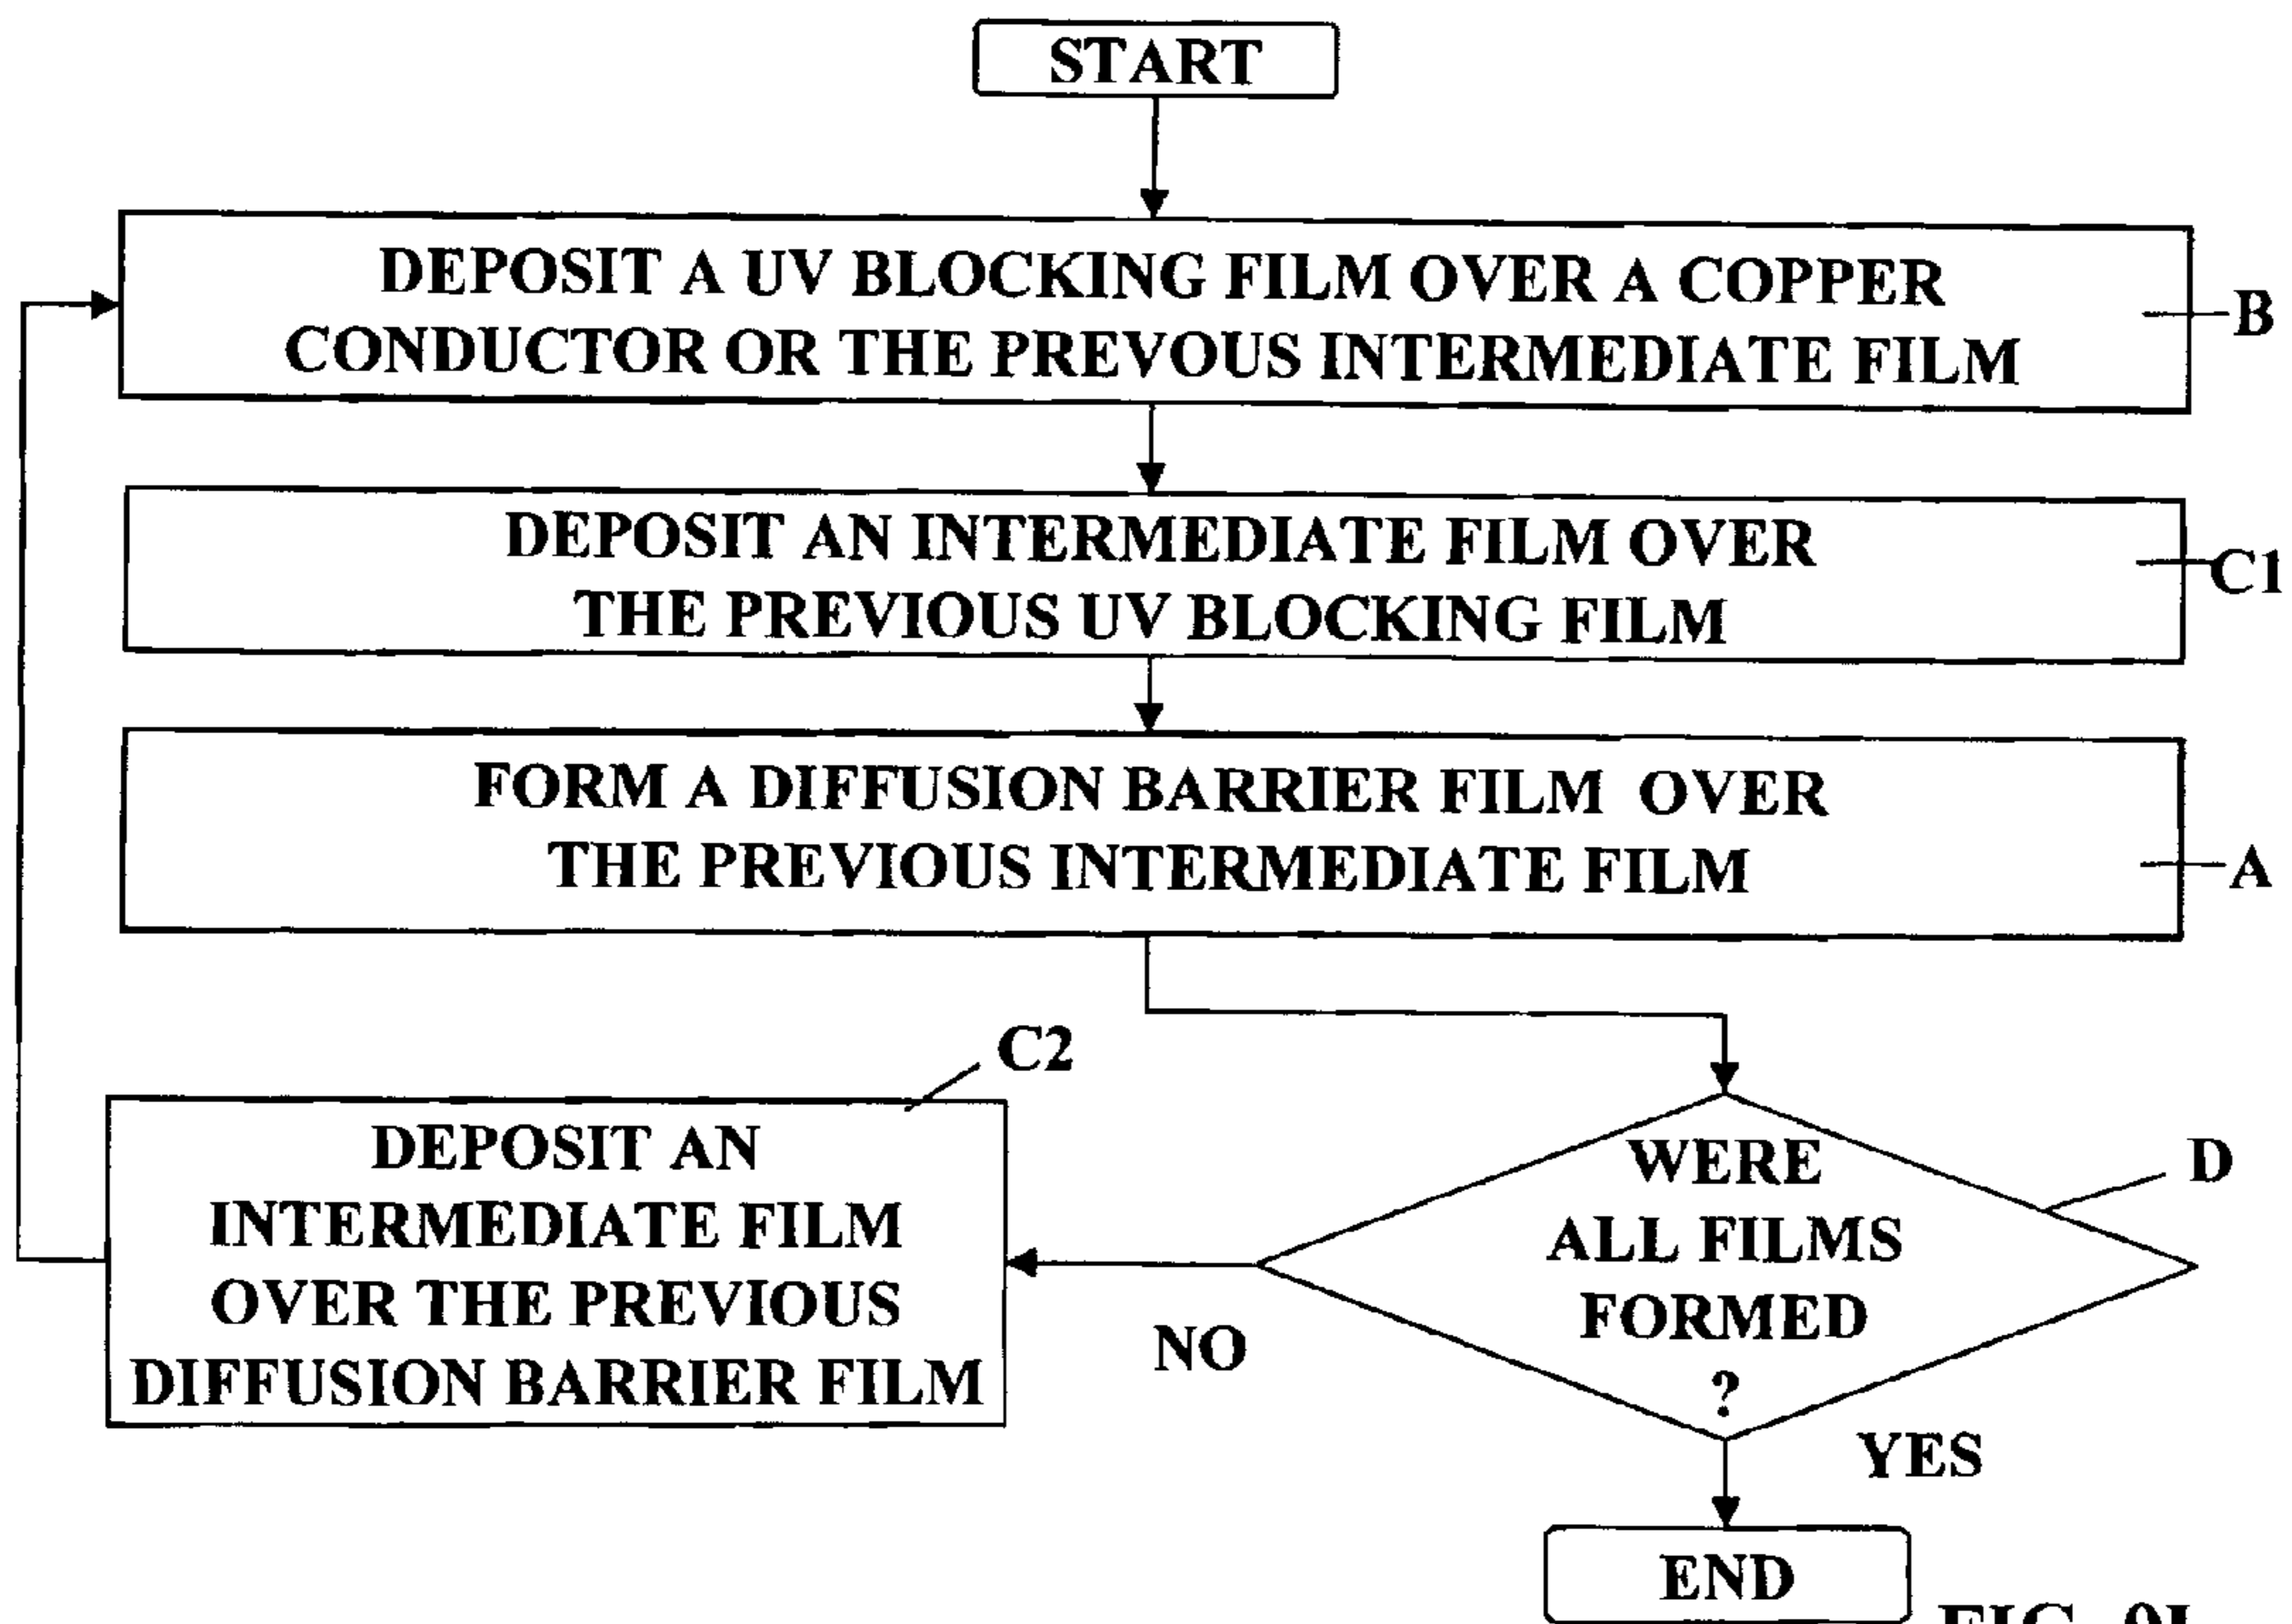 START
DEPOSIT A UV BLOCKING FILM OVER A COPPER
CONDUCTOR OR THE PREVOUS INTERMEDIATE FILM
B
DEPOSIT AN INTERMEDIATE FILM OVER
THE PREVIOUS UV BLOCKING FILM
C1
FORM A DIFFUSION BARRIER FILM OVER
THE PREVIOUS INTERMEDIATE FILM
A
C2
DEPOSIT AN
INTERMEDIATE FILM
OVER THE PREVIOUS
DIFFUSION BARRIER FILM
NO
WERE
ALL FILMS
FORMED
?
D
YES
END